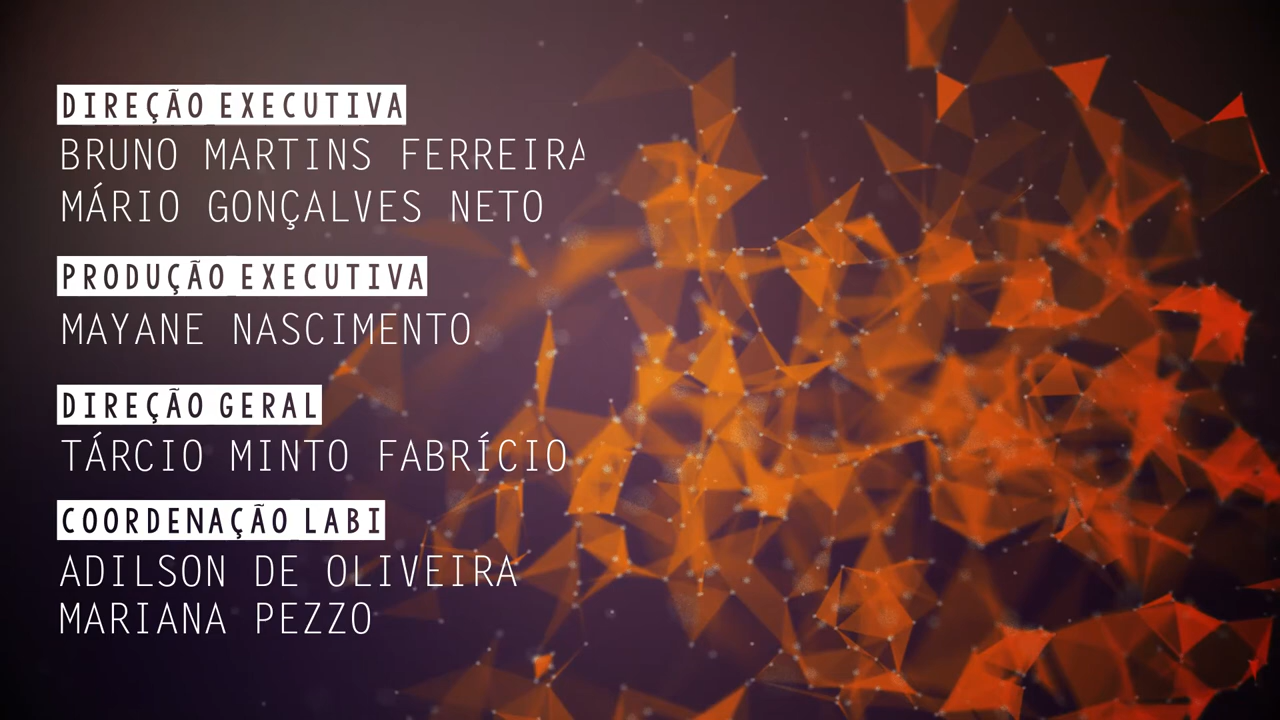 DIREÇÃO EXECUTIVA
BRUNO MARTINS FERREIRA
MÁRIO GONÇALVES NETO
PRODUÇÃO EXECUTIVA
MAYANE NASCIMENTO
DIREÇÃO GERAL
TÁRCIO MINTO FABRÍCIO
COORDENAÇÃO LABI
ADILSON DE OLIVEIRA
MARIANA PEZZO